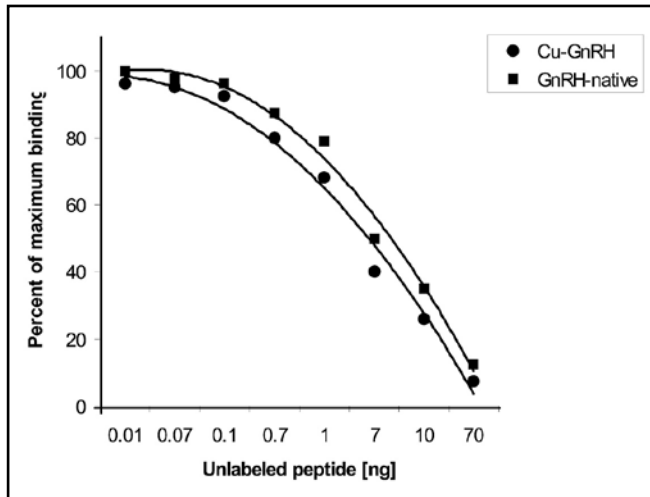 Cu-GnRH
GnRH-native
Percent of maximum binding
100
80
60
40
20
0
0.01 0.07 0.1 0.7 1 7 10 70
Unlabeled peptide [ng]